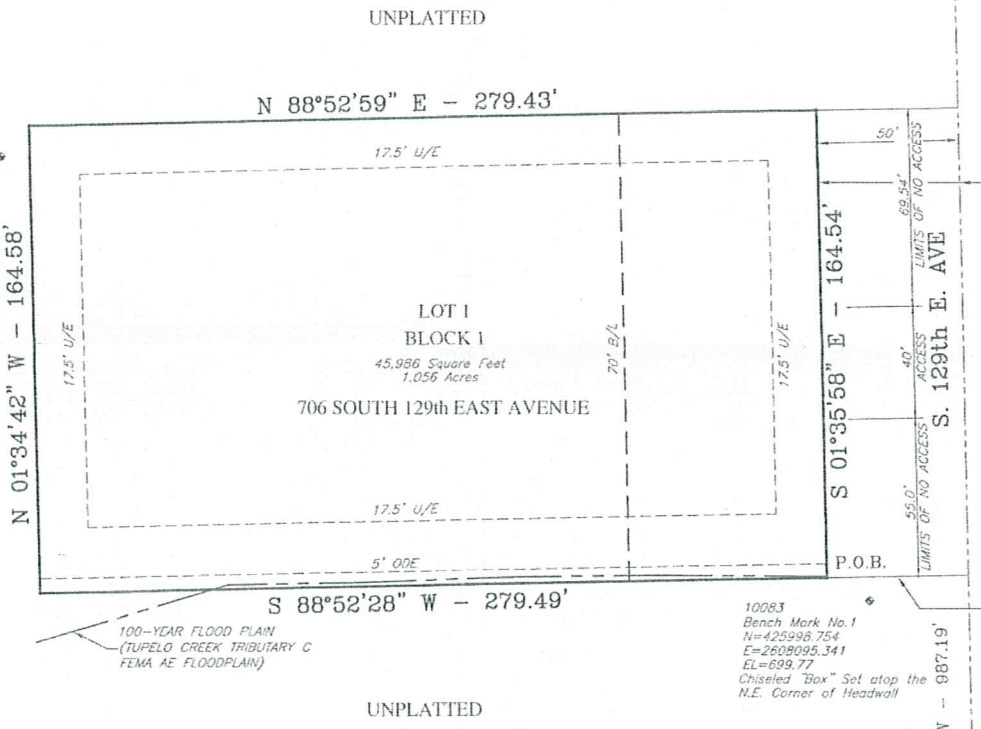 UNPLATTED
N 88°52'59" E - 279.43'
17.5' U/E
50'
69.54'
LIMITS OF NO ACCESS
N 01°34'42" W - 164.58'
17.5' U/E
LOT 1
BLOCK 1
45,986 Square Feet
1.056 Acres
706 SOUTH 129th EAST AVENUE
70' B/L
17.5' U/E
S 01°35'58" E - 164.54'
40'
ACCESS
S. 129th E. AVE
17.5' U/E
55.0'
LIMITS OF NO ACCESS
5' ODE
P.O.B.
S 88°52'28" W - 279.49'
100-YEAR FLOOD PLAIN
(TUPELO CREEK TRIBUTARY C
FEMA AE FLOODPLAIN)
10083
Bench Mark No.1
N=425998.754
E=2608095.341
EL=699.77
Chiseled "Box" Set atop the
N.E. Corner of Headwall
W - 987.19'
UNPLATTED